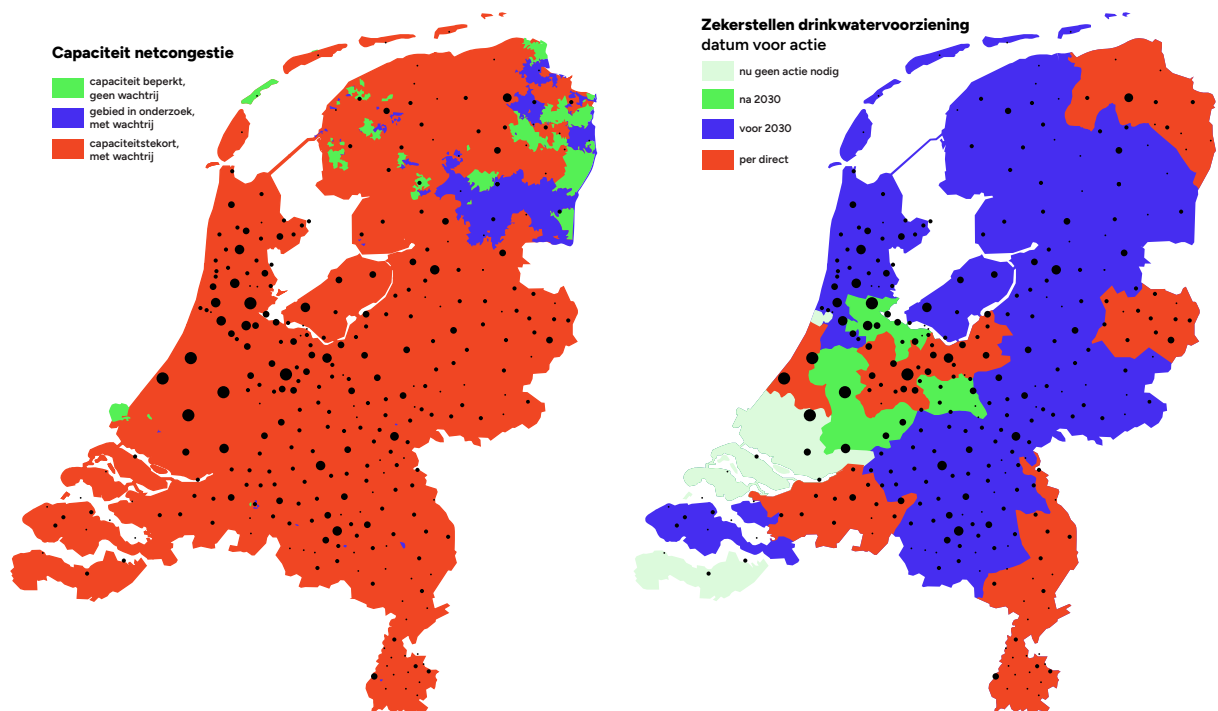 Capaciteit netcongestie
capaciteit beperkt,
geen wachtrij
gebied in onderzoek,
met wachtrij
capaciteitstekort,
met wachtrij
Zekerstellen drinkwatervoorziening
datum voor actie
nu geen actie nodig
na 2030
voor 2030
per direct